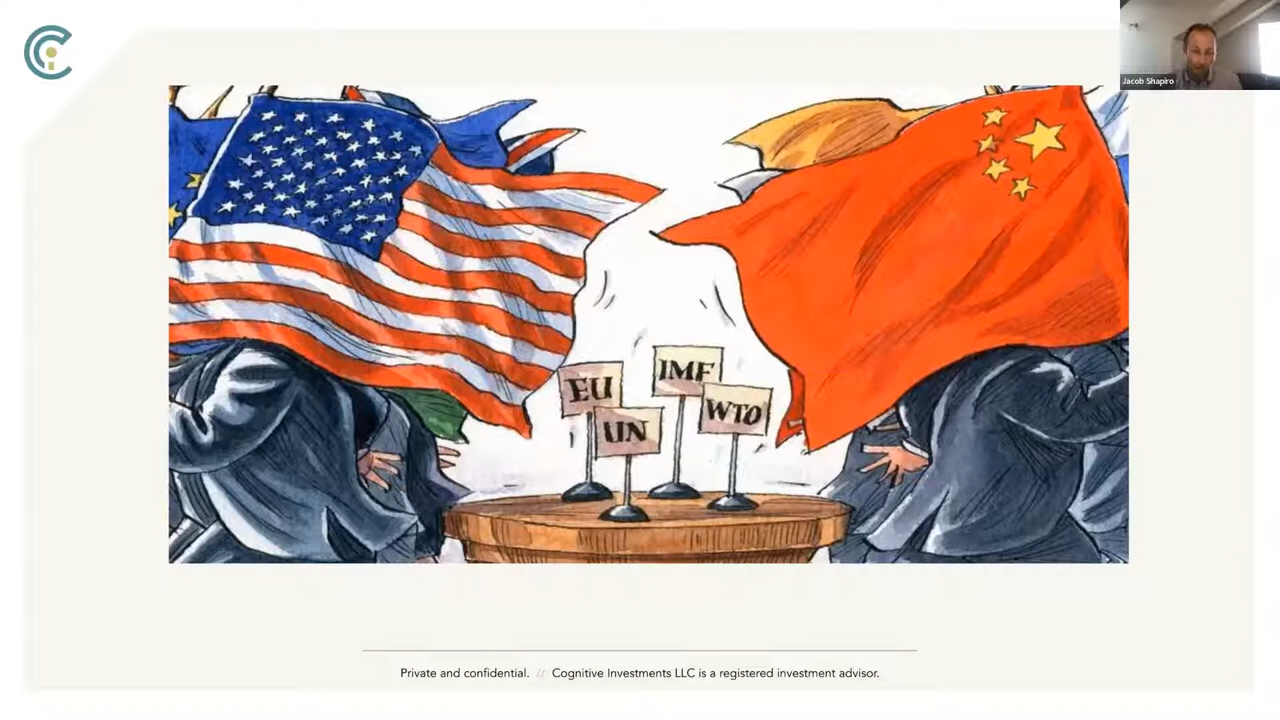 Jacob Shapiro
EU
IMF
UN
WTO
Private and confidential. // Cognitive Investments LLC is a registered investment advisor.